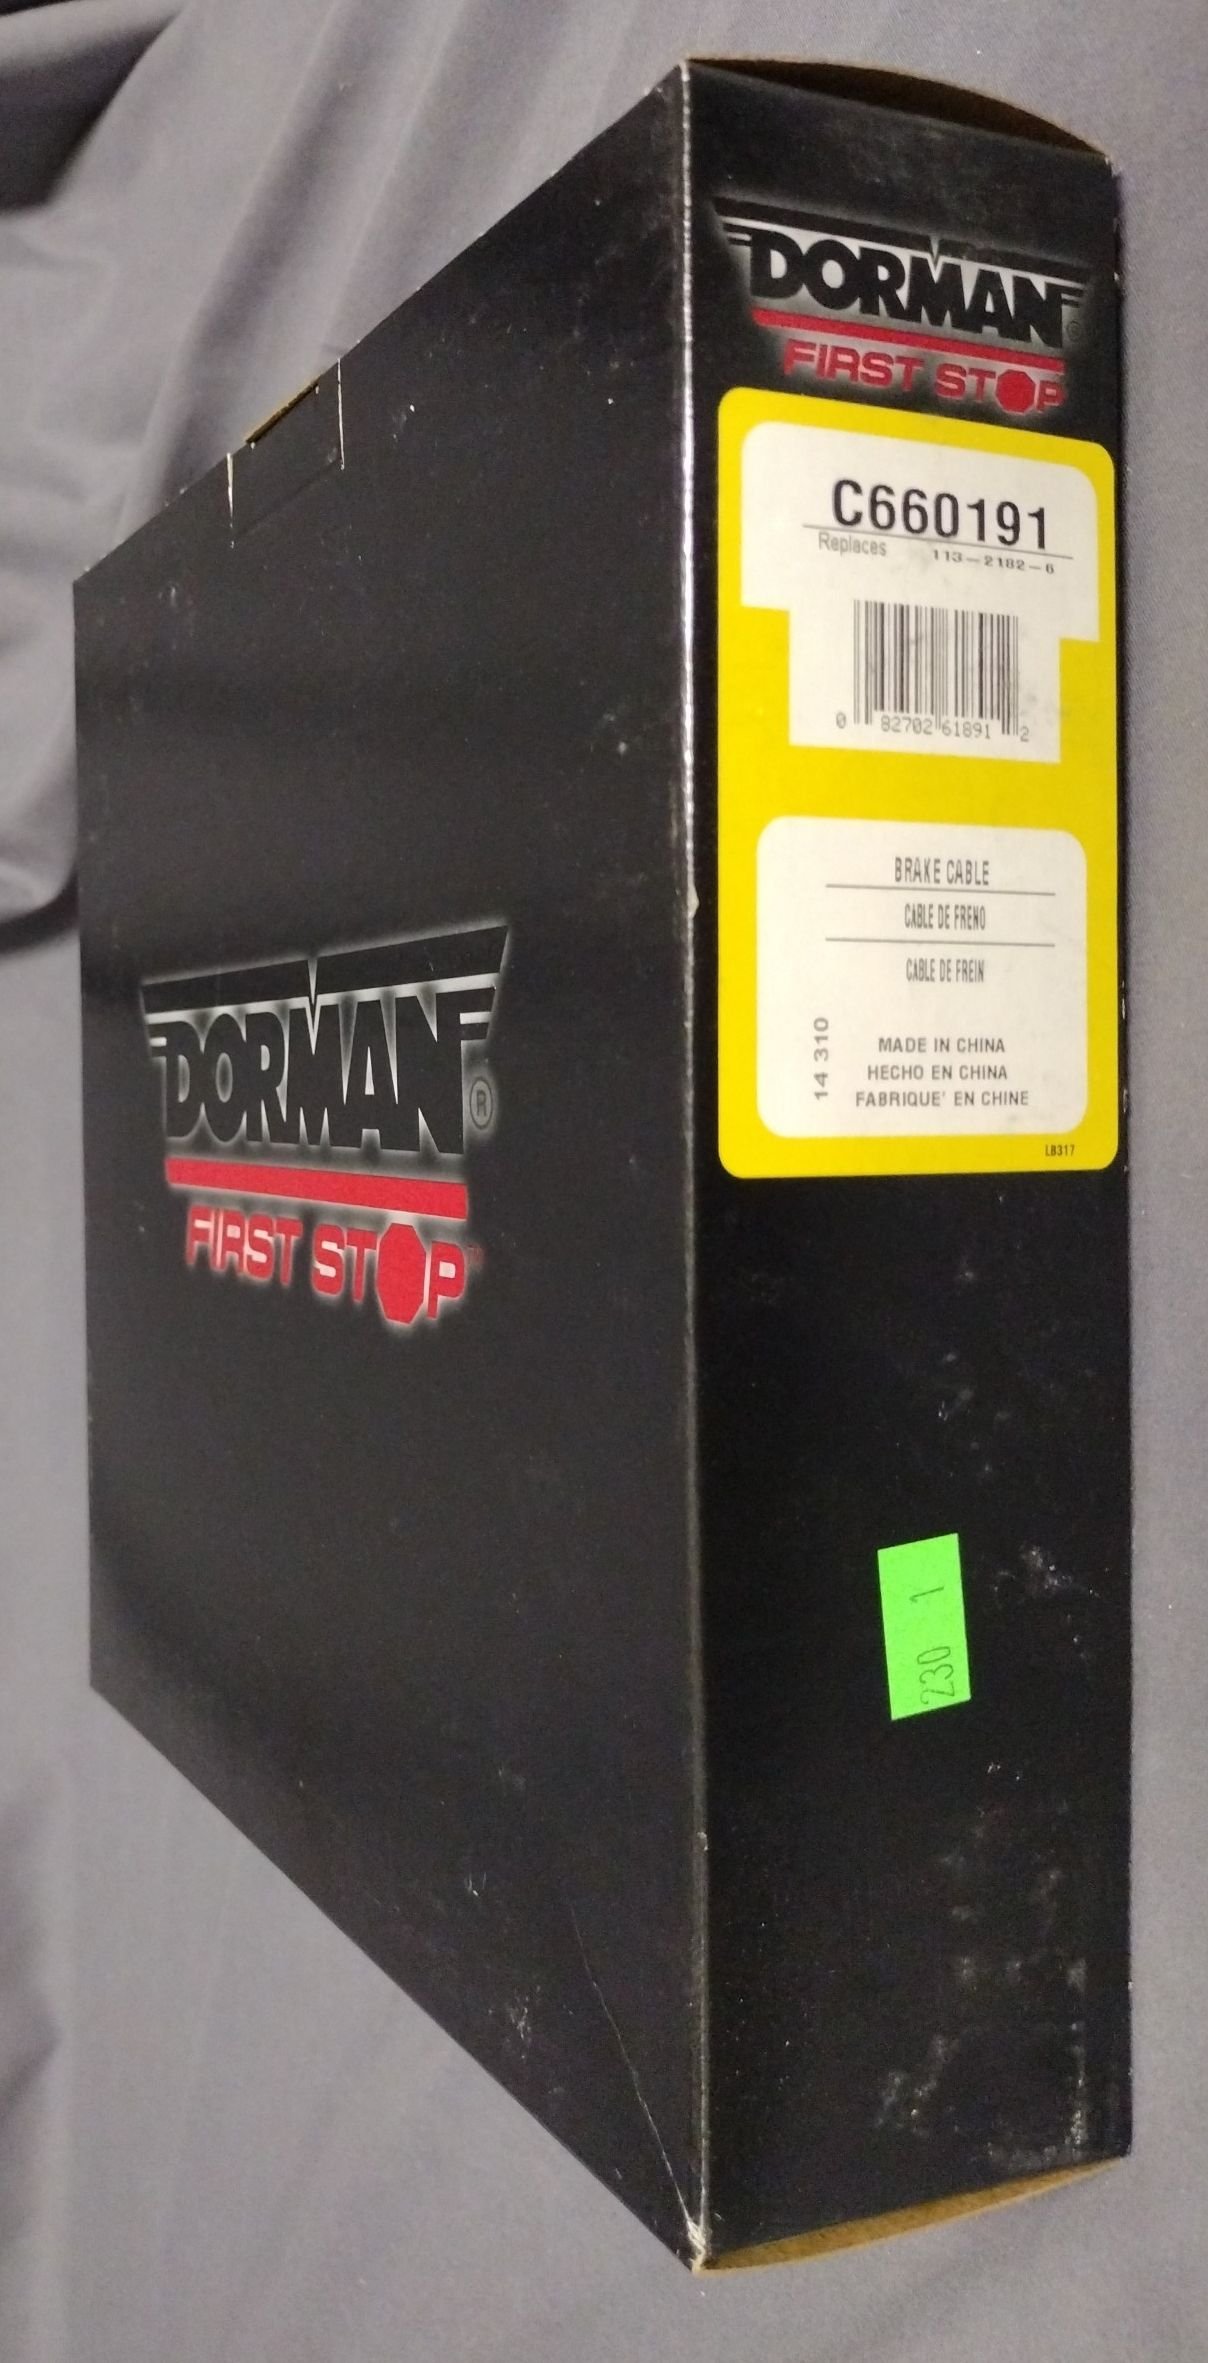 DORMAN®
FIRST STOP
C660191
Replaces 113-2182-6
0 82702 61891 2
BRAKE CABLE
CABLE DE FRENO
CABLE DE FREIN
14 310
MADE IN CHINA
HECHO EN CHINA
FABRIQUE' EN CHINE
LB317
DORMAN®
FIRST STOP™
230 1